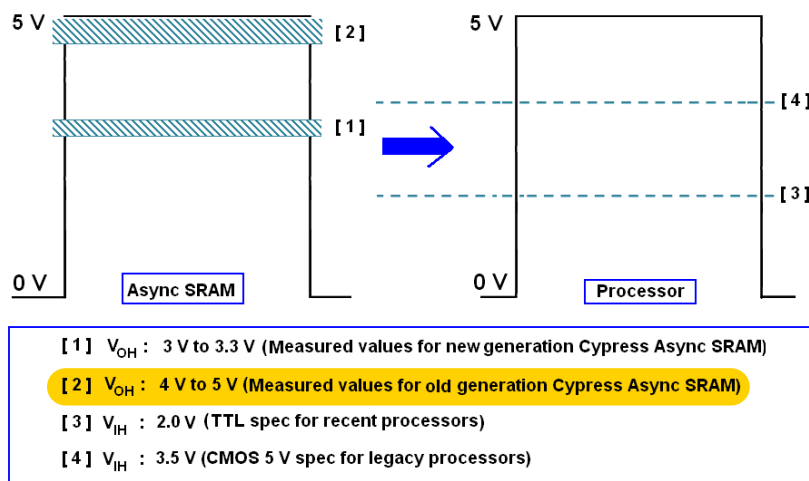 5 V
[ 2 ]
[ 1 ]
0 V
Async SRAM
5 V
[ 4 ]
[ 3 ]
0 V
Processor
[ 1 ] VOH : 3 V to 3.3 V (Measured values for new generation Cypress Async SRAM)
[ 2 ] VOH : 4 V to 5 V (Measured values for old generation Cypress Async SRAM)
[ 3 ] VIH : 2.0 V (TTL spec for recent processors)
[ 4 ] VIH : 3.5 V (CMOS 5 V spec for legacy processors)